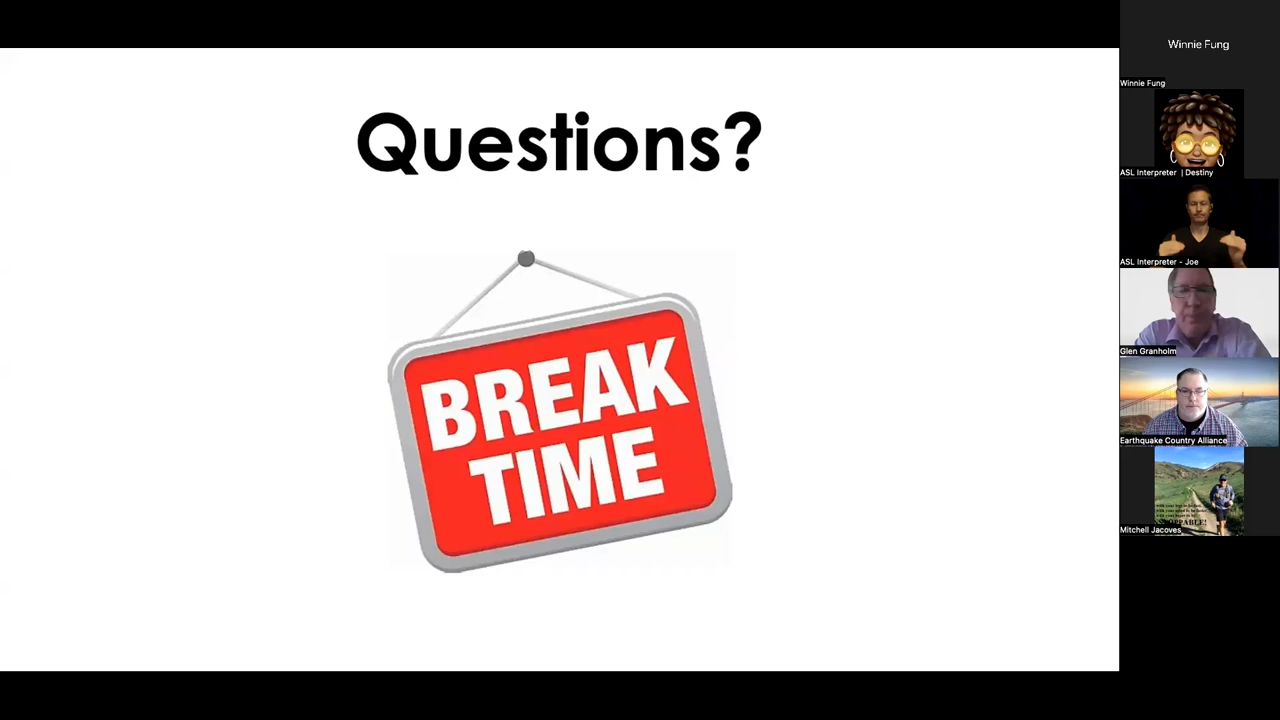 Questions?
BREAK
TIME
Winnie Fung
Winnie Fung
ASL Interpreter | Destiny
ASL Interpreter - Joe
Glen Granholm
Earthquake Country Alliance
Mitchell Jacoves